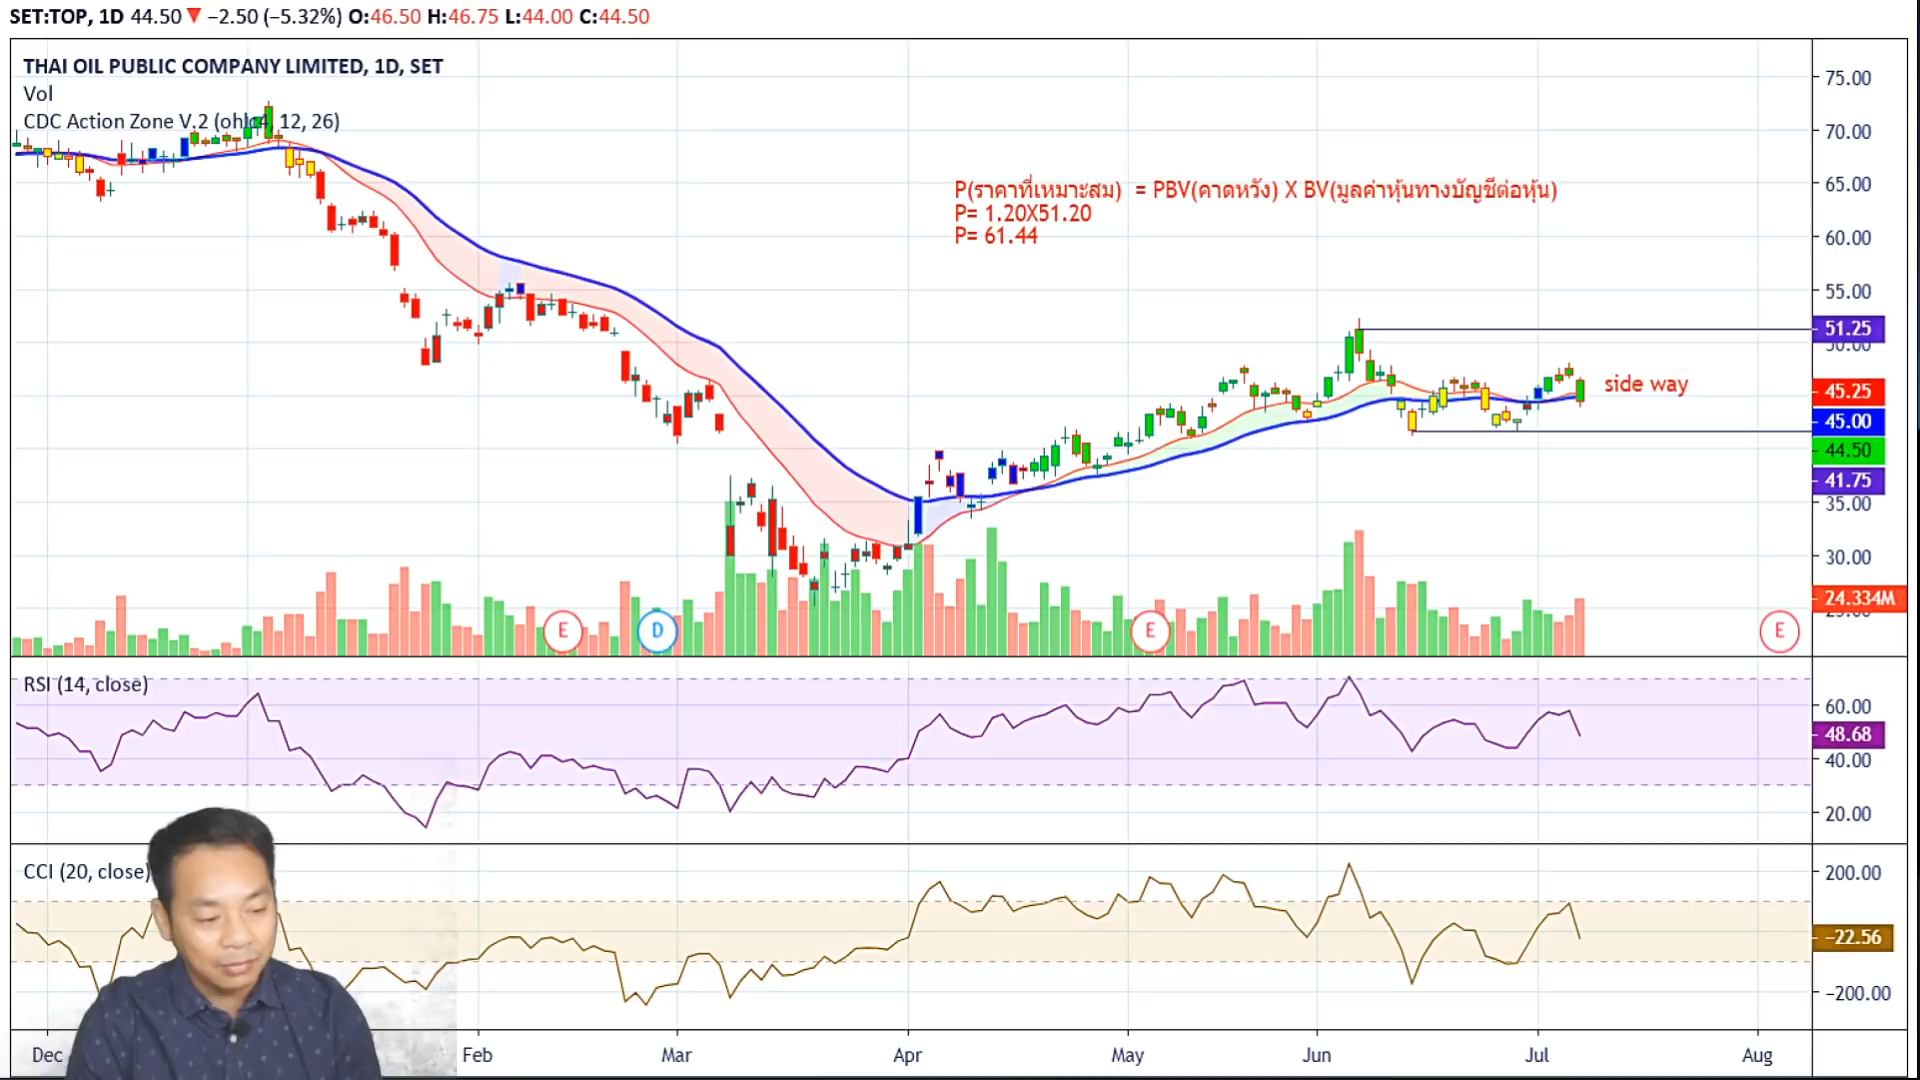 SET:TOP, 1D 44.50 ▼ −2.50 (−5.32%) O:46.50 H:46.75 L:44.00 C:44.50
THAI OIL PUBLIC COMPANY LIMITED, 1D, SET
Vol
CDC Action Zone V.2 (ohlc4, 12, 26)
P(ราคาที่เหมาะสม) = PBV(คาดหวัง) X BV(มูลค่าหุ้นทางบัญชีต่อหุ้น)
P= 1.20X51.20
P= 61.44
side way
75.00
70.00
65.00
60.00
55.00
51.25
50.00
45.25
45.00
44.50
41.75
35.00
30.00
24.334M
E
D
E
E
RSI (14, close)
60.00
48.68
40.00
20.00
CCI (20, close)
200.00
−22.56
−200.00
Dec
Feb
Mar
Apr
May
Jun
Jul
Aug